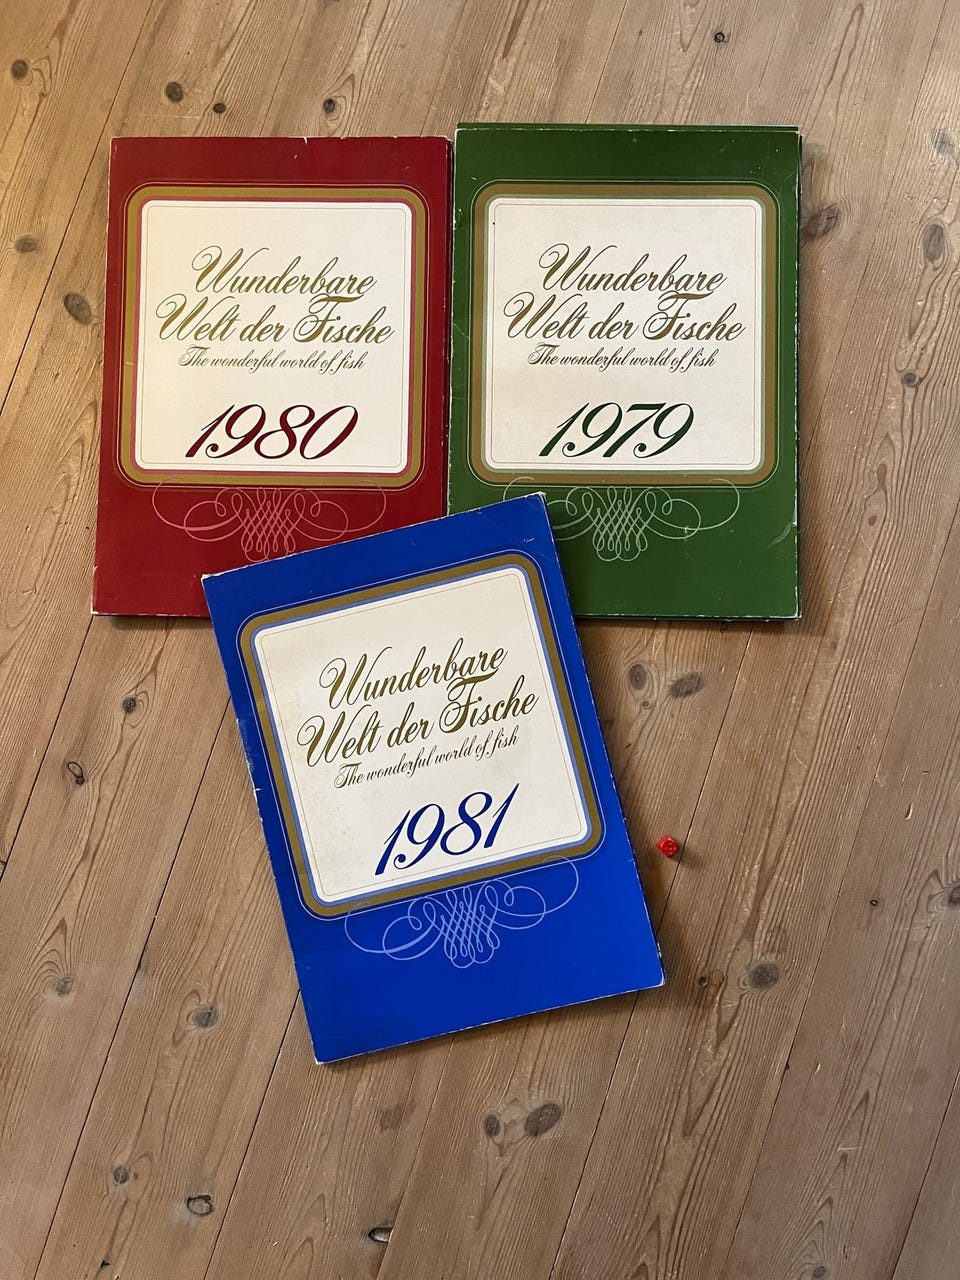 Wunderbare
Welt der Fische
The wonderful world of fish
1980
Wunderbare
Welt der Fische
The wonderful world of fish
1979
Wunderbare
Welt der Fische
The wonderful world of fish
1981